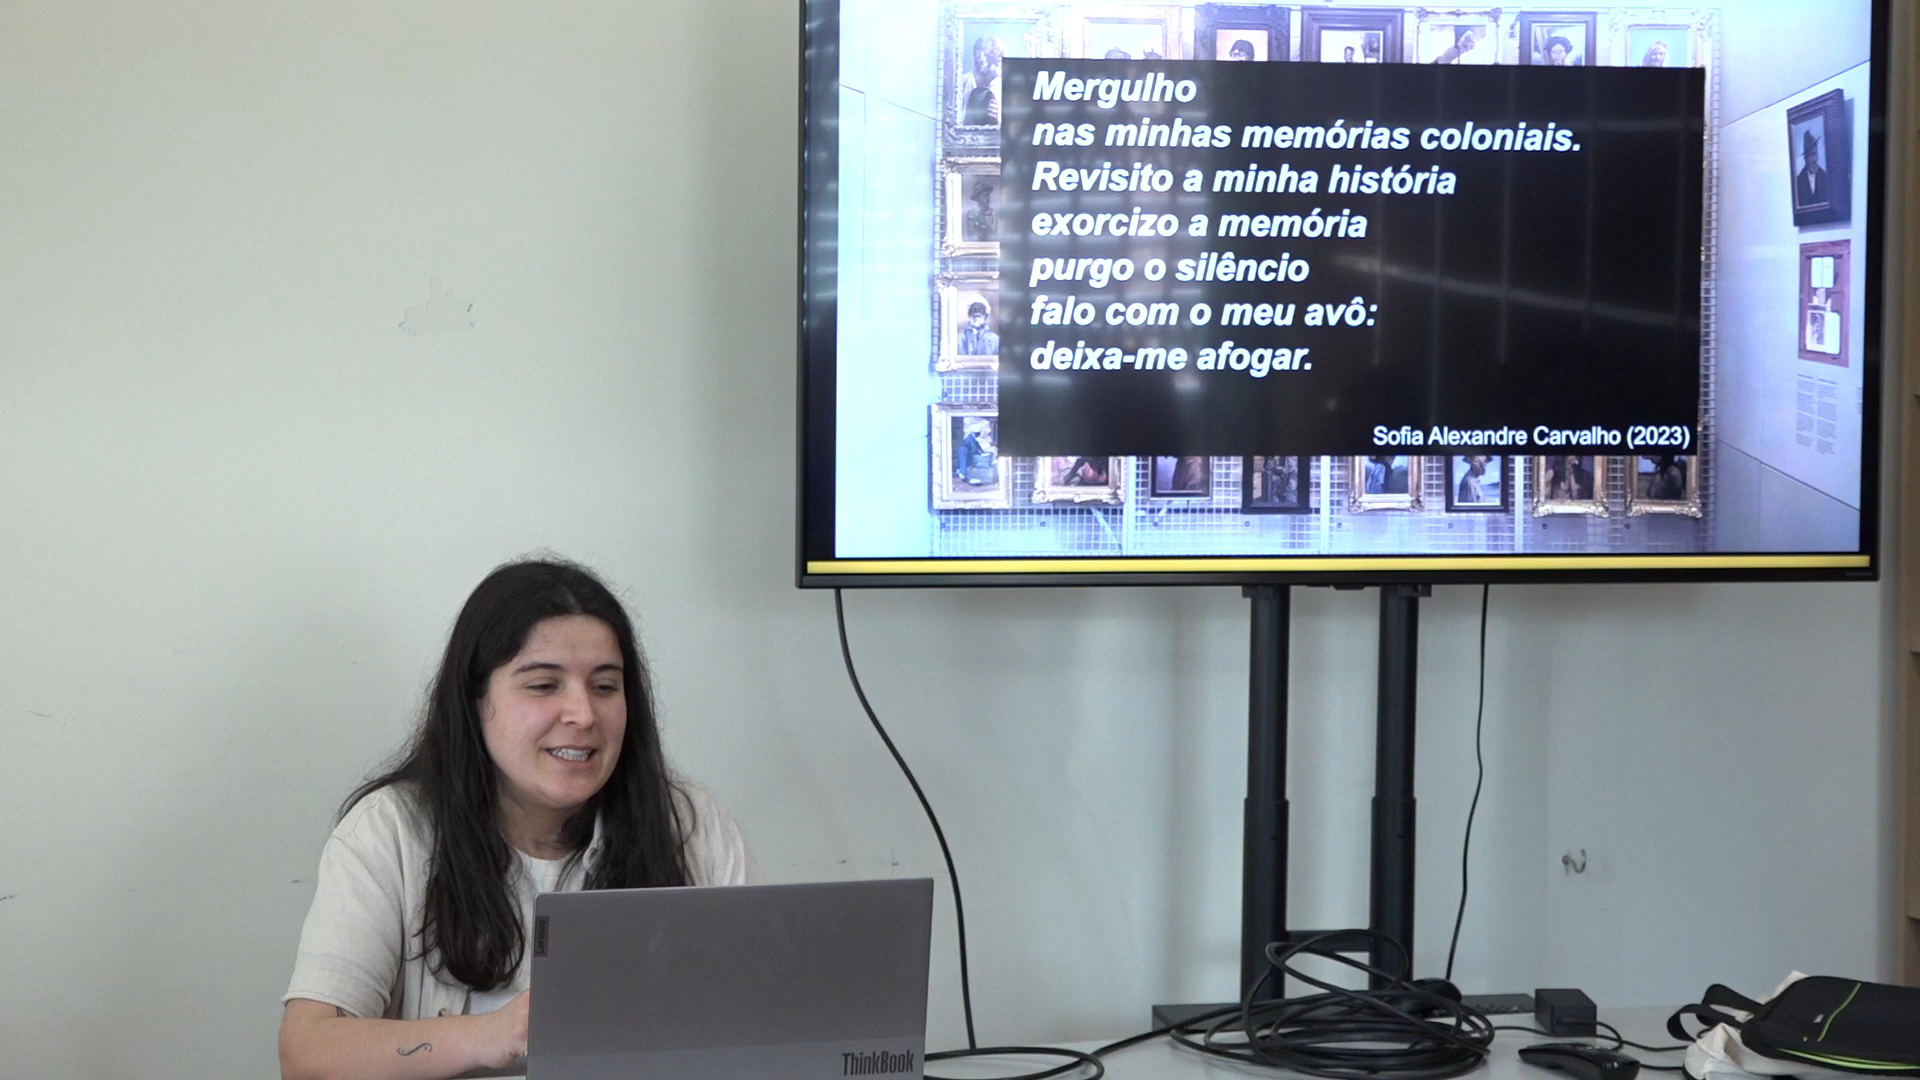 Mergulho
nas minhas memórias coloniais.
Revisito a minha história
exorcizo a memória
purgo o silêncio
falo com o meu avô:
deixa-me afogar.
Sofia Alexandre Carvalho (2023)
Lenovo
ThinkBook